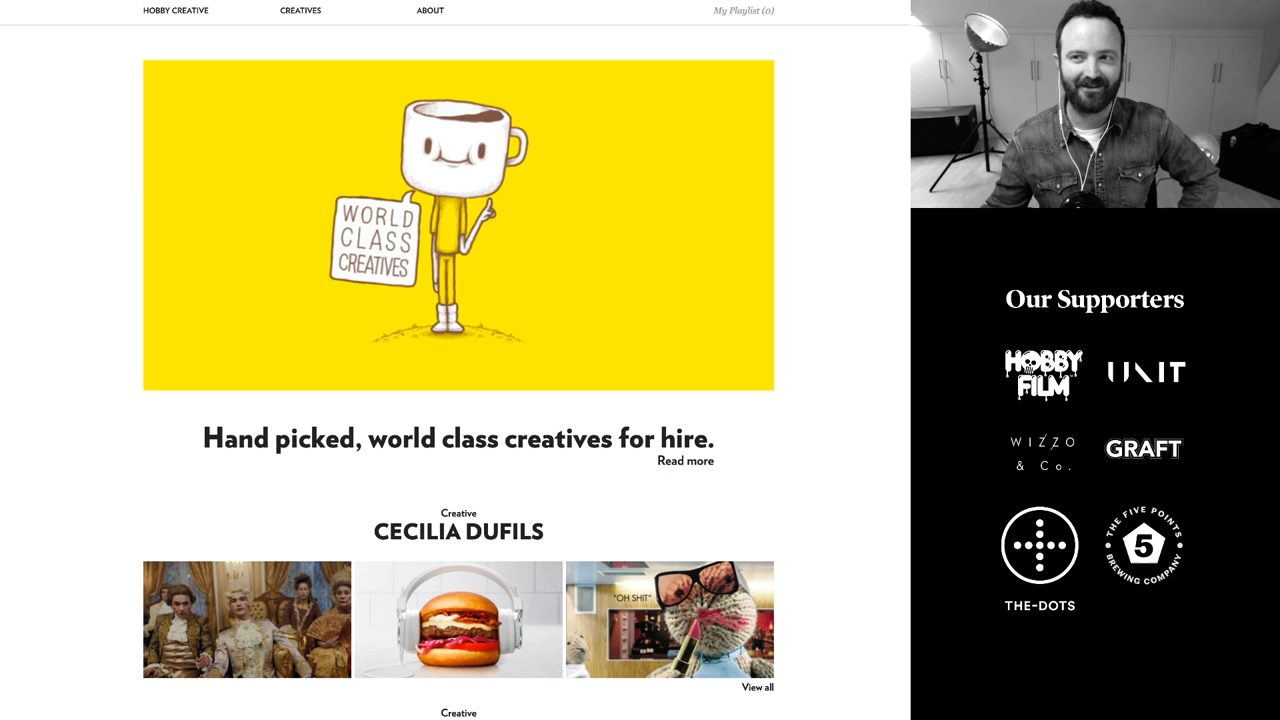 HOBBY CREATIVE
CREATIVES
ABOUT
My Playlist (0)
WORLD
CLASS
CREATIVES
Hand picked, world class creatives for hire.
Read more
Creative
CECILIA DUFILS
"OH SHIT"
View all
Creative
Our Supporters
HOBBY
FILM
UNIT
WIZZO
& Co.
GRAFT
THE-DOTS
THE FIVE POINTS
5
BREWING COMPANY